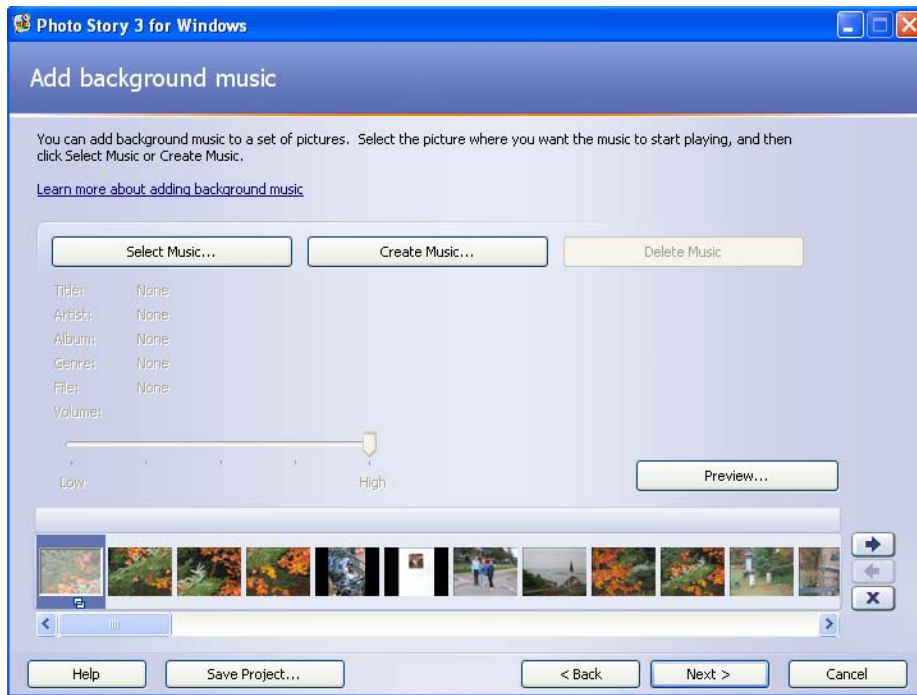 Photo Story 3 for Windows
Add background music
You can add background music to a set of pictures. Select the picture where you want the music to start playing, and then
click Select Music or Create Music.
Learn more about adding background music
Select Music... Create Music... Delete Music
Title: None
Artist: None
Album: None
Genre: None
File: None
Volume:
Low High
Preview...
Help Save Project... < Back Next > Cancel